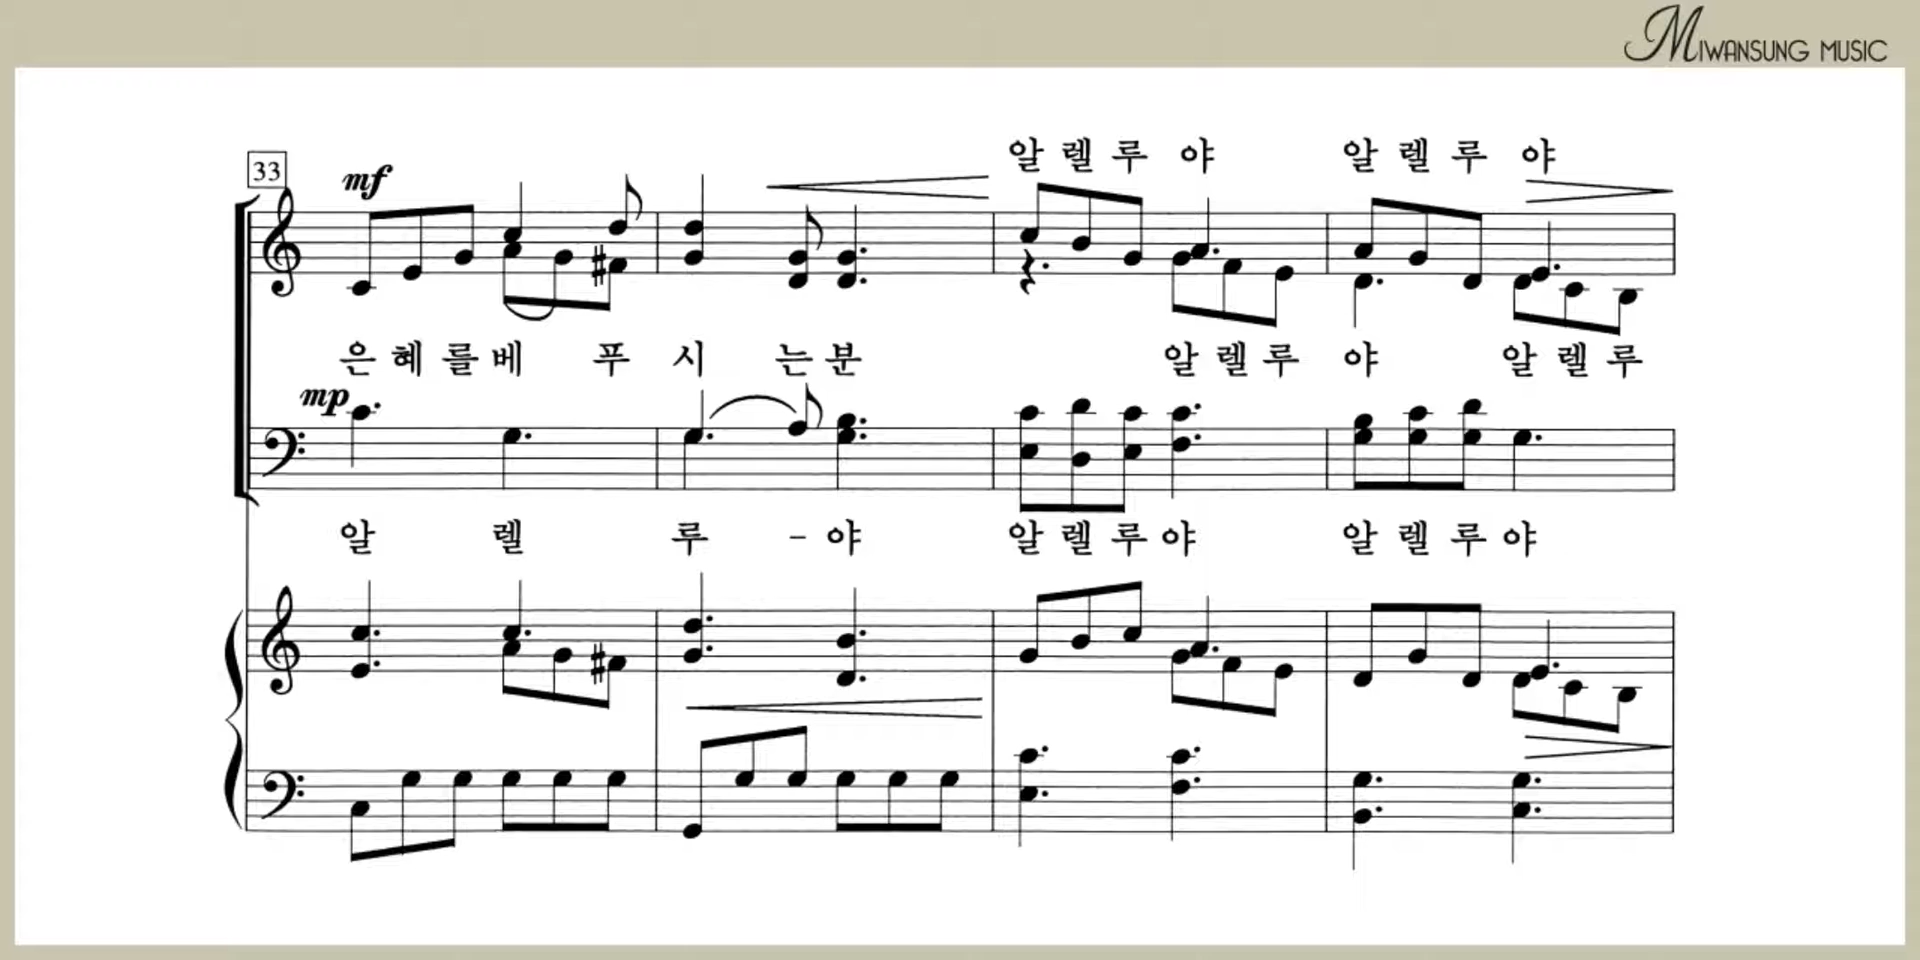 MIWANSUNG MUSIC
알 렐 루 야 알 렐 루 야
33
mf
은 혜 를 베 푸 시 는 분 알 렐 루 야 알 렐 루
mp
알 렐 루 - 야 알 렐 루 야 알 렐 루 야